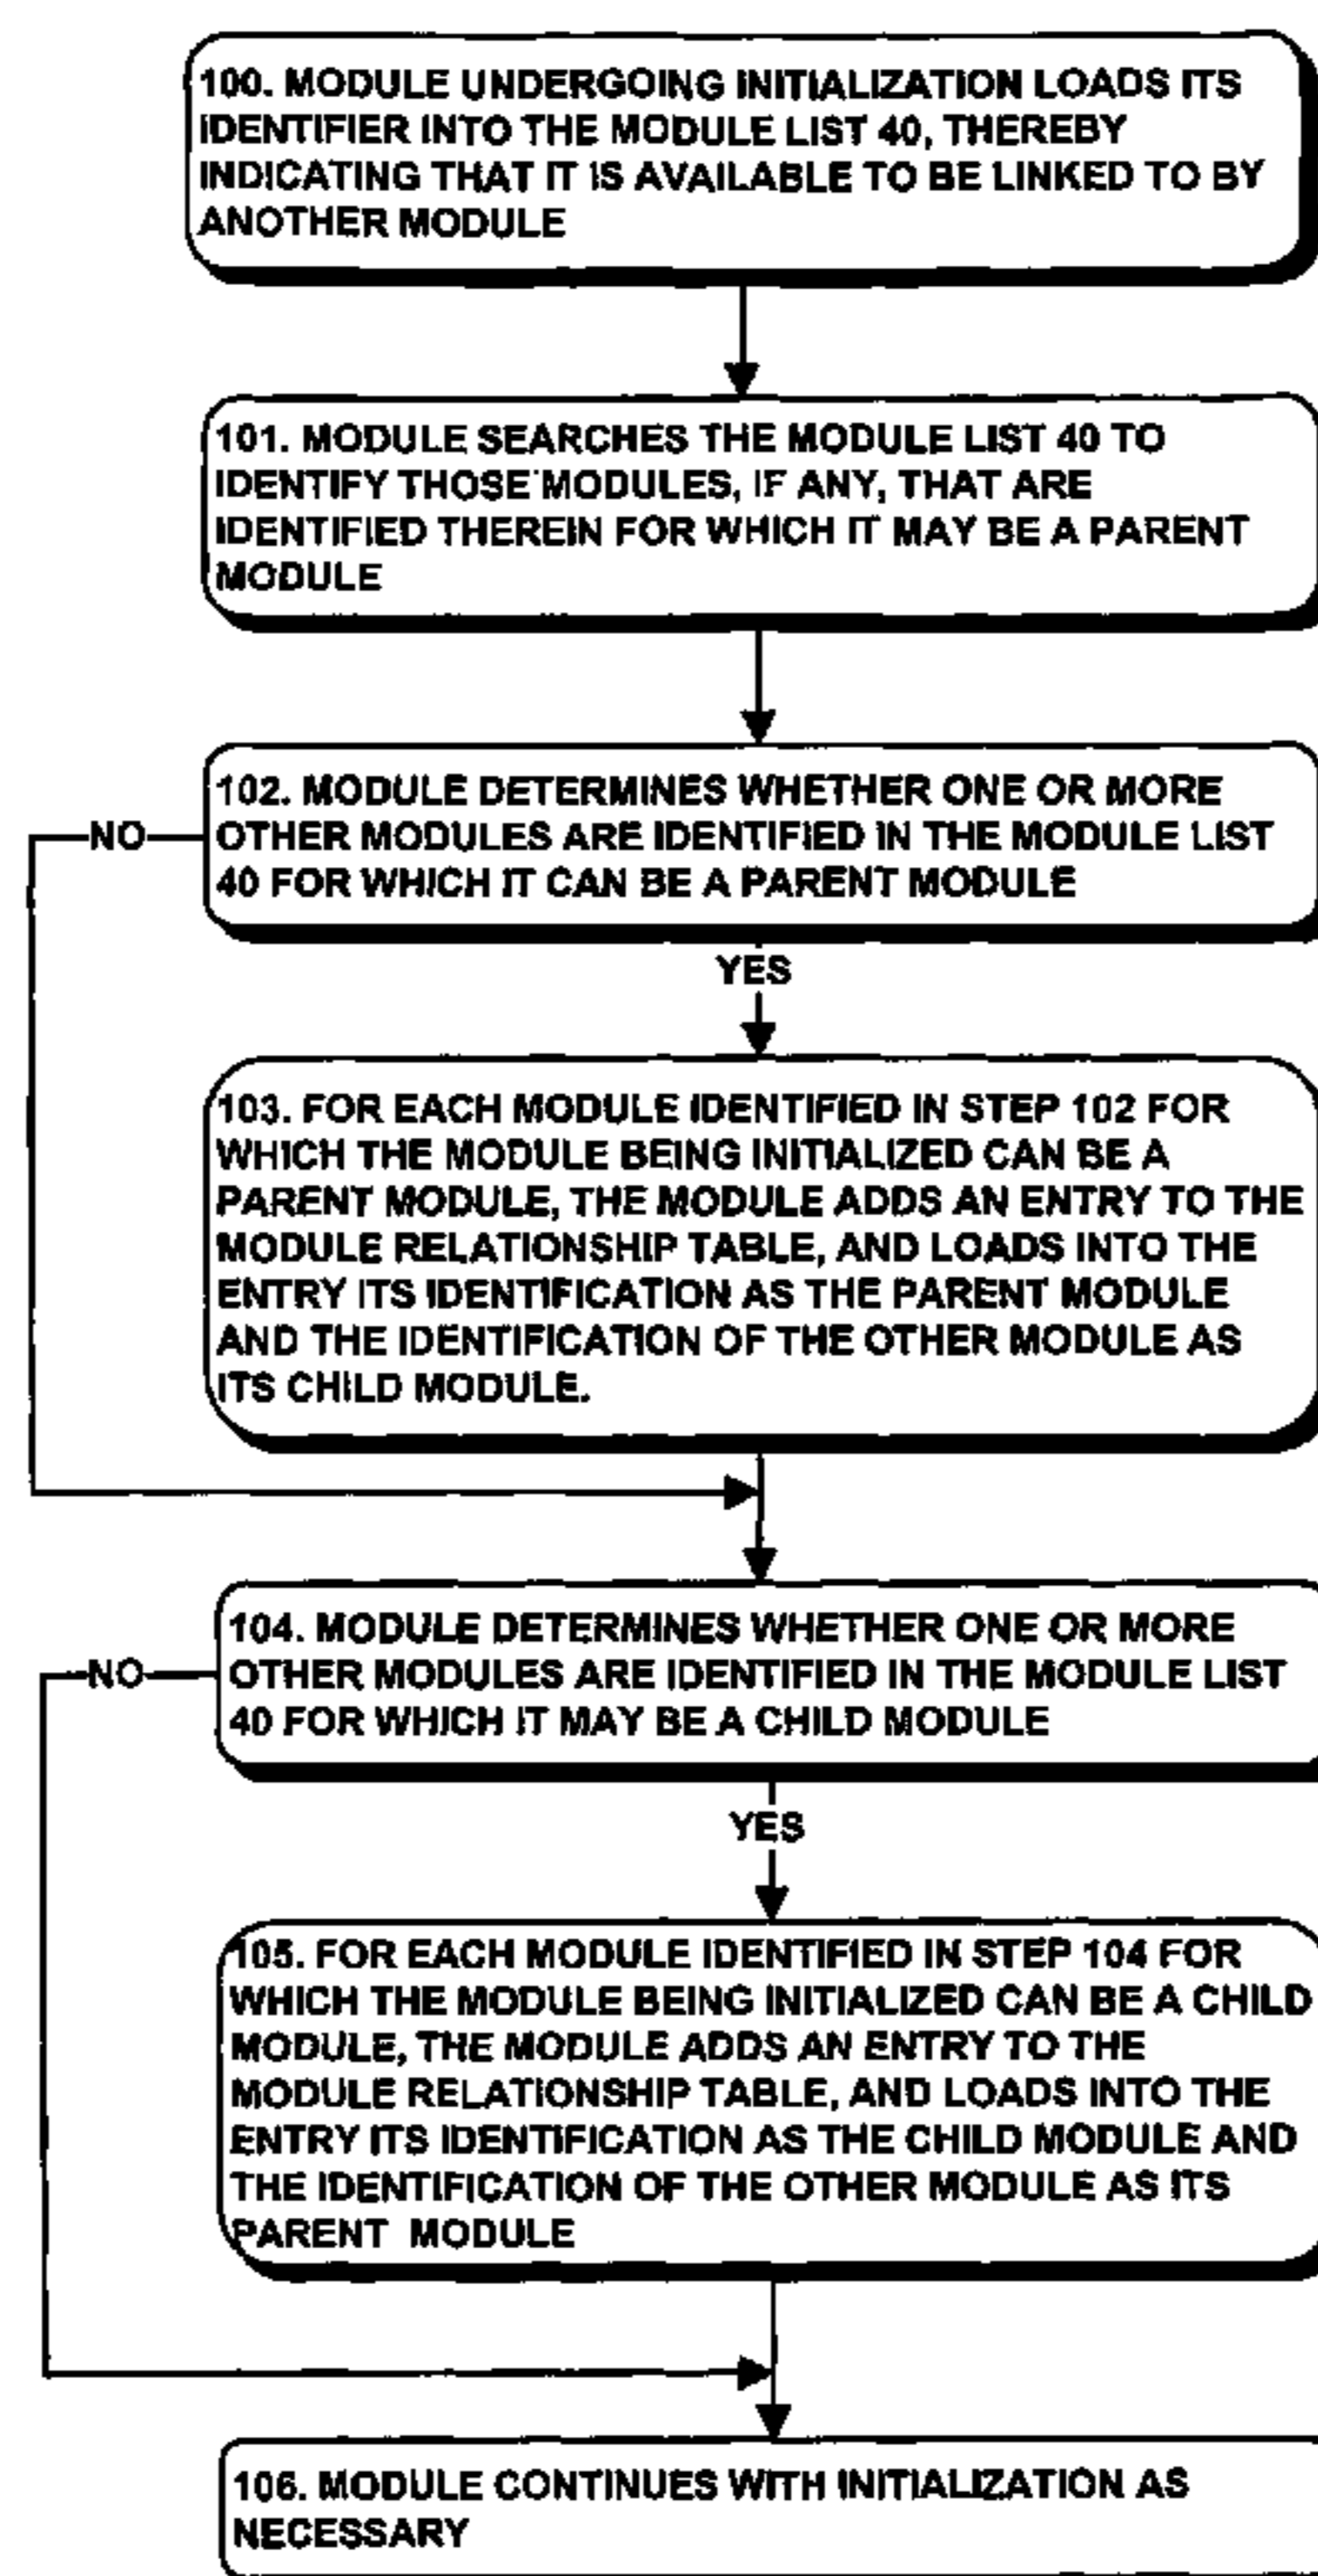 100. MODULE UNDERGOING INITIALIZATION LOADS ITS
IDENTIFIER INTO THE MODULE LIST 40, THEREBY
INDICATING THAT IT IS AVAILABLE TO BE LINKED TO BY
ANOTHER MODULE
101. MODULE SEARCHES THE MODULE LIST 40 TO
IDENTIFY THOSE MODULES, IF ANY, THAT ARE
IDENTIFIED THEREIN FOR WHICH IT MAY BE A PARENT
MODULE
102. MODULE DETERMINES WHETHER ONE OR MORE
OTHER MODULES ARE IDENTIFIED IN THE MODULE LIST
40 FOR WHICH IT CAN BE A PARENT MODULE
NO
YES
103. FOR EACH MODULE IDENTIFIED IN STEP 102 FOR
WHICH THE MODULE BEING INITIALIZED CAN BE A
PARENT MODULE, THE MODULE ADDS AN ENTRY TO THE
MODULE RELATIONSHIP TABLE, AND LOADS INTO THE
ENTRY ITS IDENTIFICATION AS THE PARENT MODULE
AND THE IDENTIFICATION OF THE OTHER MODULE AS
ITS CHILD MODULE.
104. MODULE DETERMINES WHETHER ONE OR MORE
OTHER MODULES ARE IDENTIFIED IN THE MODULE LIST
40 FOR WHICH IT MAY BE A CHILD MODULE
NO
YES
105. FOR EACH MODULE IDENTIFIED IN STEP 104 FOR
WHICH THE MODULE BEING INITIALIZED CAN BE A CHILD
MODULE, THE MODULE ADDS AN ENTRY TO THE
MODULE RELATIONSHIP TABLE, AND LOADS INTO THE
ENTRY ITS IDENTIFICATION AS THE CHILD MODULE AND
THE IDENTIFICATION OF THE OTHER MODULE AS ITS
PARENT MODULE
106. MODULE CONTINUES WITH INITIALIZATION AS
NECESSARY